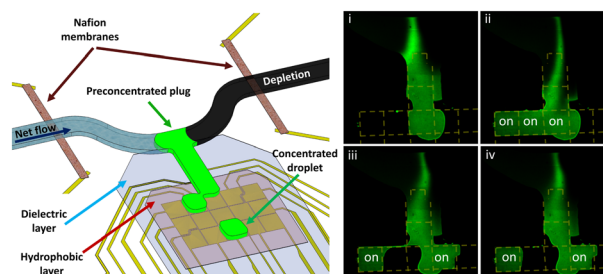 Nafion
membranes
Depletion
Preconcentrated plug
Net flow
Concentrated
droplet
Dielectric
layer
Hydrophobic
layer
i
ii
on on on
iii
on on
iv
on on